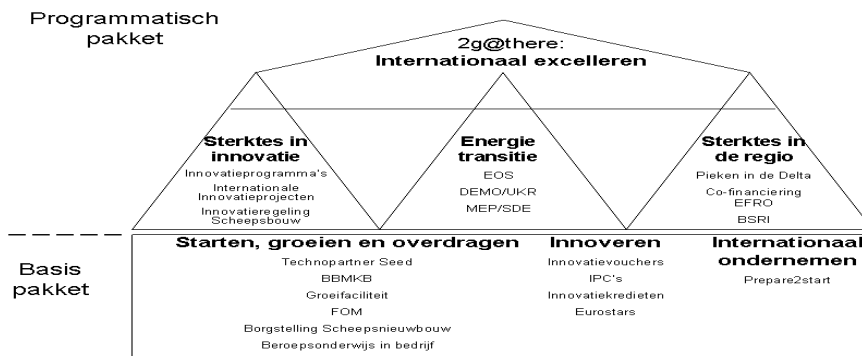 Programmatisch
pakket
2g@there:
Internationaal excelleren
Sterktes in
innovatie
Innovatieprogramma's
Internationale
Innovatieprojecten
Innovatieregeling
Scheepsbouw
Energie
transitie
EOS
DEMO/UKR
MEP/SDE
Sterktes in
de regio
Pieken in de Delta
Co-financiering
EFRO
BSRI
Basis
pakket
Starten, groeien en overdragen
Technopartner Seed
BBMKB
Groeifaciliteit
FOM
Borgstelling Scheepsnieuwbouw
Beroepsonderwijs in bedrijf
Innoveren
Innovatievouchers
IPC's
Innovatiekredieten
Eurostars
Internationaal
ondernemen
Prepare2start